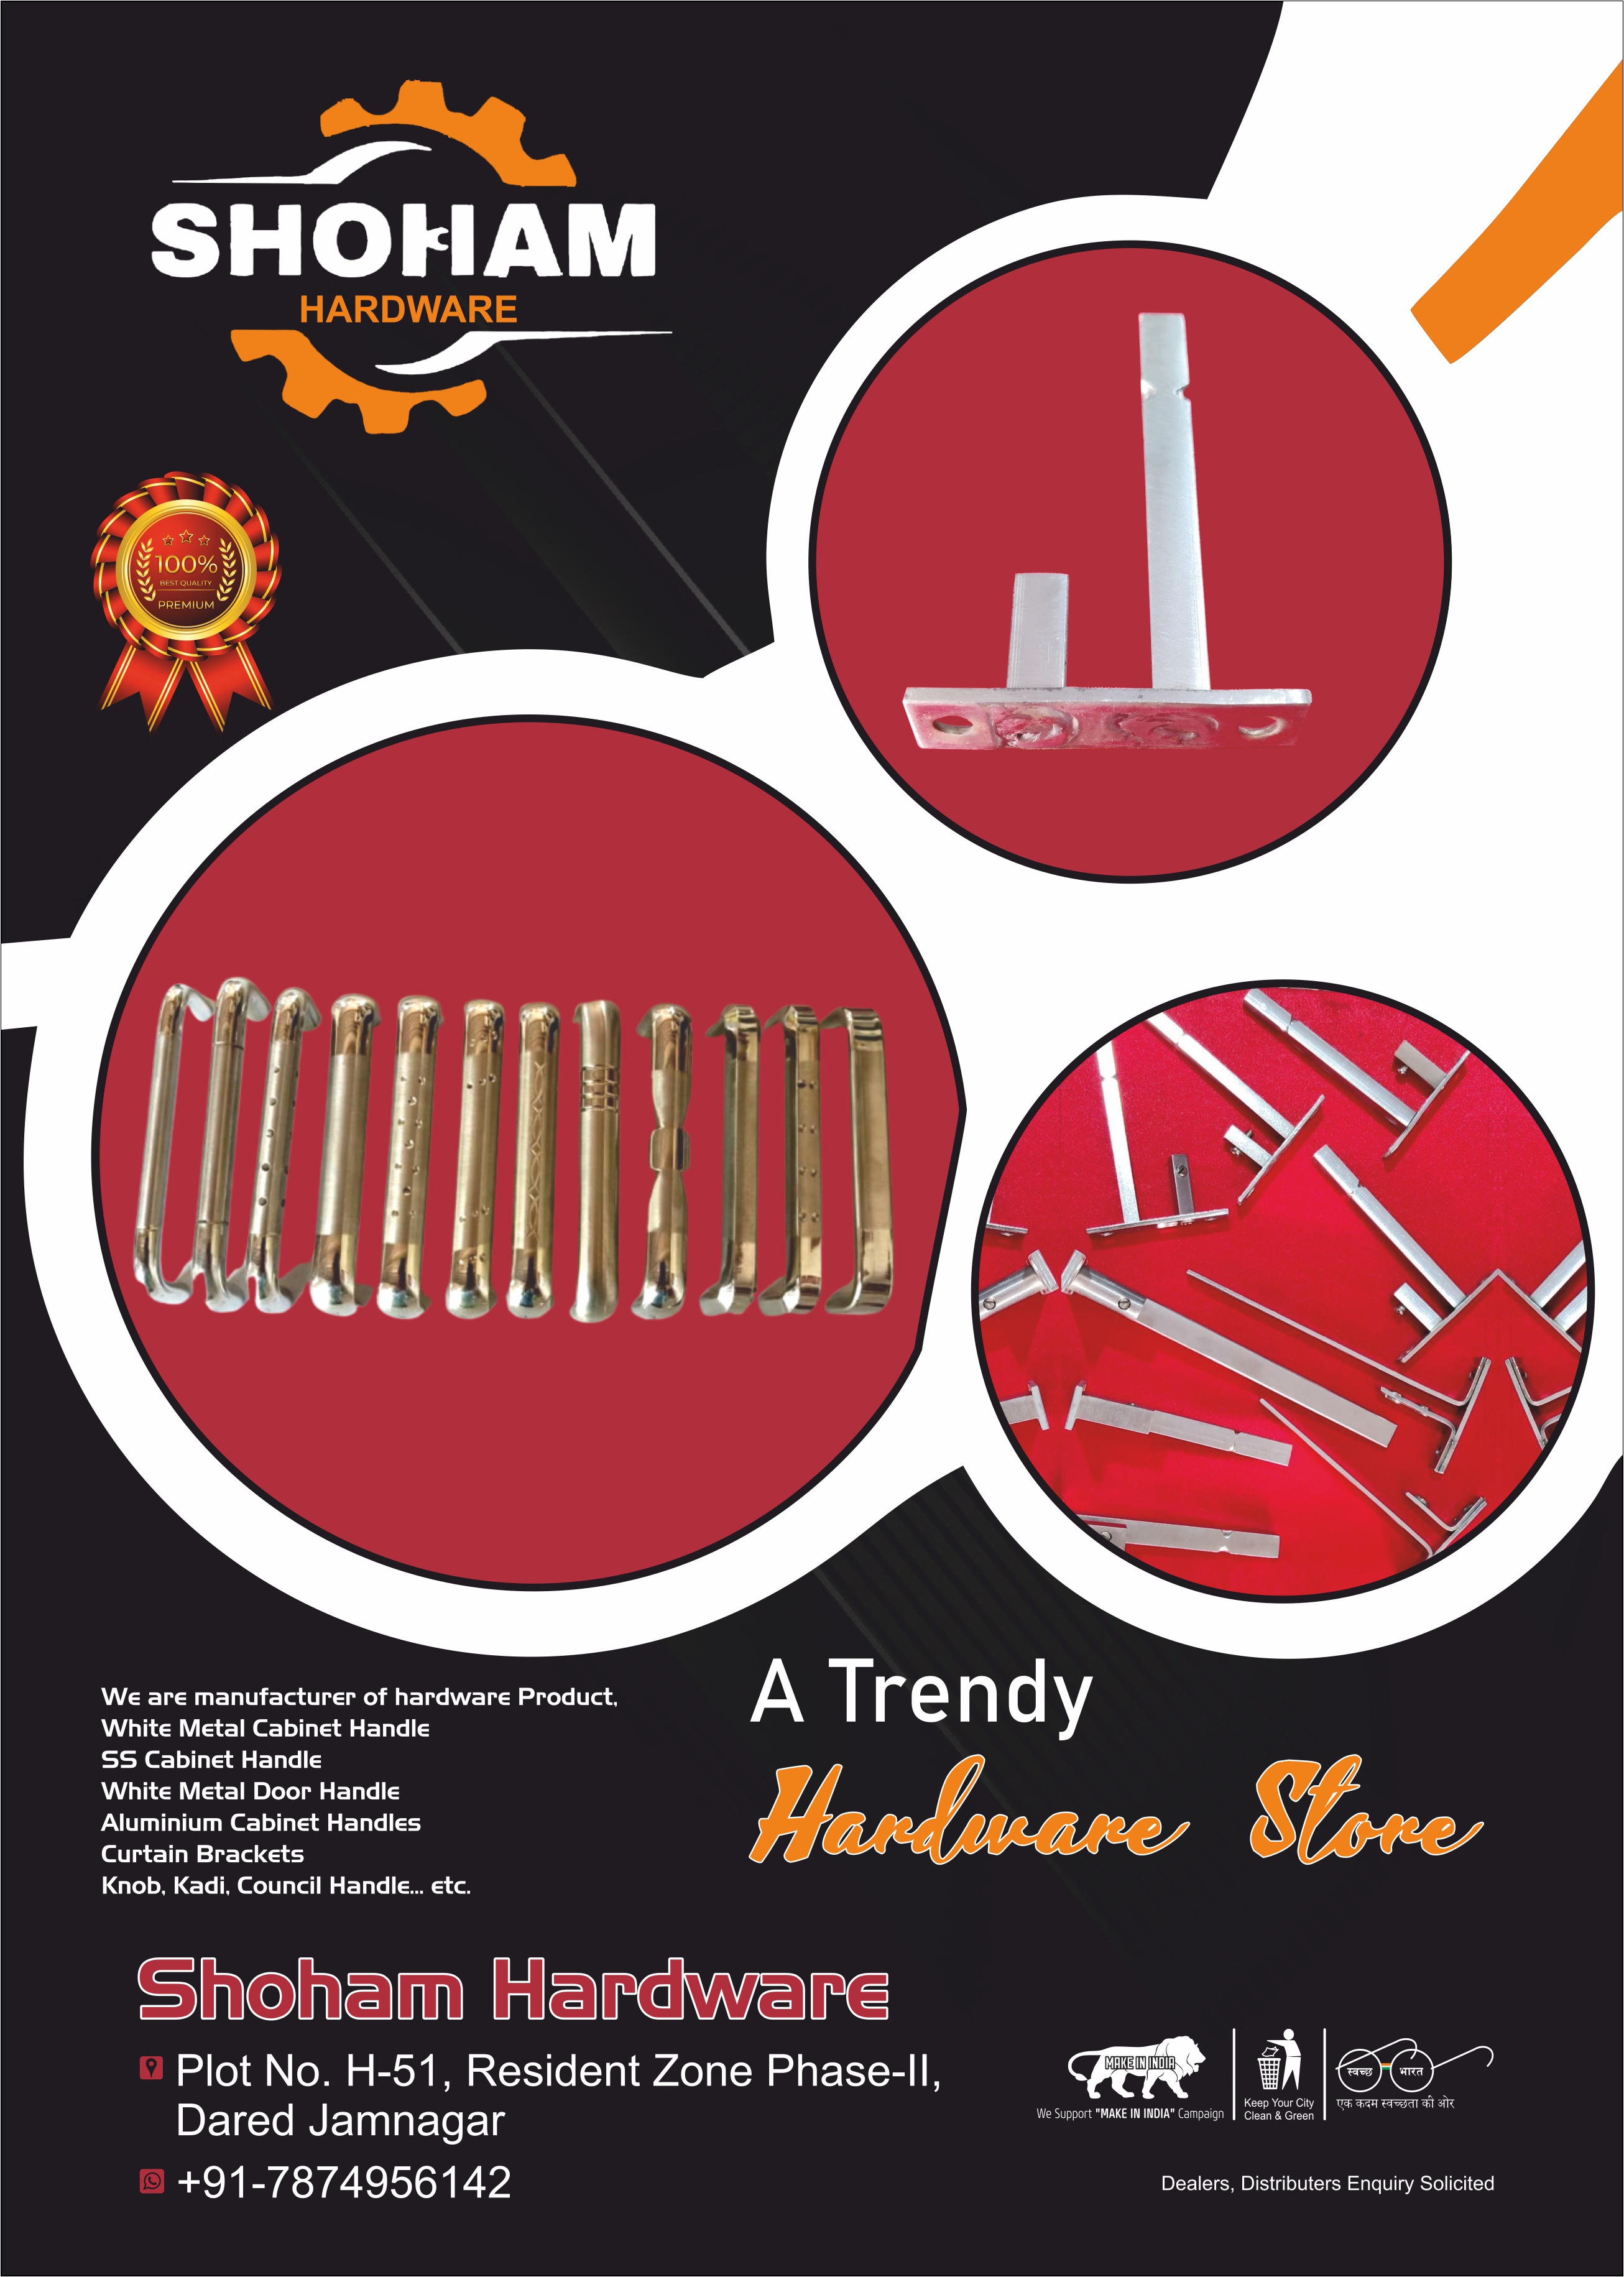 SHOHAM
HARDWARE
100%
BEST QUALITY
PREMIUM
We are manufacturer of hardware Product,
White Metal Cabinet Handle
SS Cabinet Handle
White Metal Door Handle
Aluminium Cabinet Handles
Curtain Brackets
Knob, Kadi, Council Handle... etc.
A Trendy
Hardware Store
Shoham Hardware
Plot No. H-51, Resident Zone Phase-II,
Dared Jamnagar
+91-7874956142
MAKE IN INDIA
We Support "MAKE IN INDIA" Campaign
Keep Your City
Clean & Green
स्वच्छ भारत
एक कदम स्वच्छता की ओर
Dealers, Distributers Enquiry Solicited